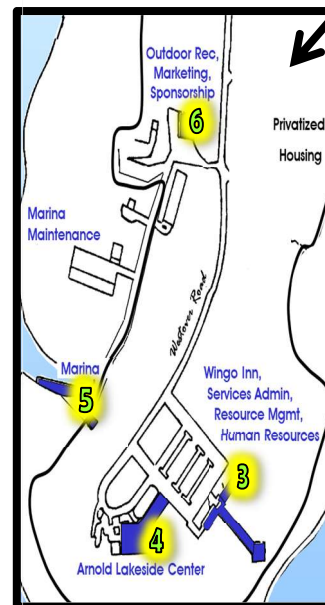 Outdoor Rec,
Marketing,
Sponsorship
6
Privatized
Housing
Marina
Maintenance
Westover Road
Marina
5
Wingo Inn,
Services Admin,
Resource Mgmt,
Human Resources
3
4
Arnold Lakeside Center